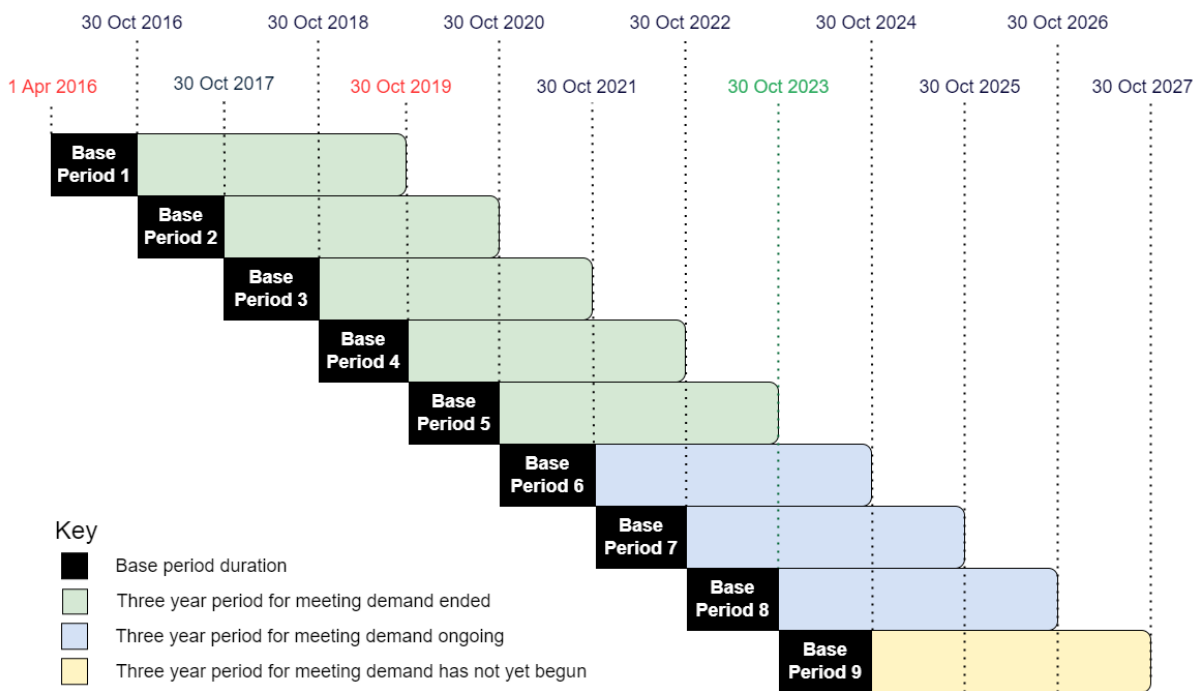 30 Oct 2016
30 Oct 2018
30 Oct 2020
30 Oct 2022
30 Oct 2024
30 Oct 2026
1 Apr 2016
30 Oct 2017
30 Oct 2019
30 Oct 2021
30 Oct 2023
30 Oct 2025
30 Oct 2027
Base
Period 1
Base
Period 2
Base
Period 3
Base
Period 4
Base
Period 5
Base
Period 6
Base
Period 7
Base
Period 8
Base
Period 9
Key
Base period duration
Three year period for meeting demand ended
Three year period for meeting demand ongoing
Three year period for meeting demand has not yet begun